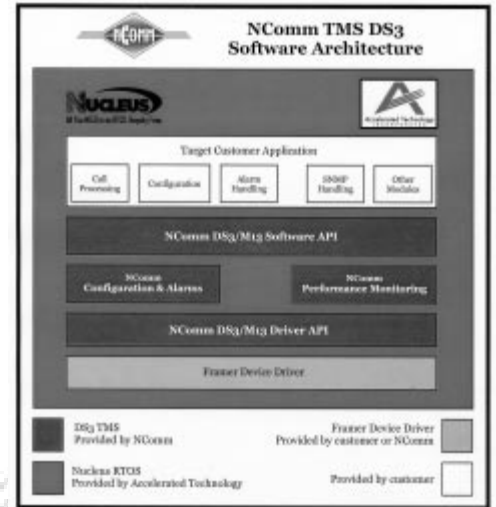 NComm
NComm TMS DS3
Software Architecture
NUCLEUS
Accelerated Technology
INCORPORATED
Target Customer Application
Call
Processing
Configuration
Alarm
Handling
SNMP
Handling
Other
Modules
NComm DS3/M13 Software API
NComm
Configuration & Alarms
NComm
Performance Monitoring
NComm DS3/M13 Driver API
Framer Device Driver
DS3 TMS
Provided by NComm
Framer Device Driver
Provided by customer or NComm
Nucleus RTOS
Provided by Accelerated Technology
Provided by customer